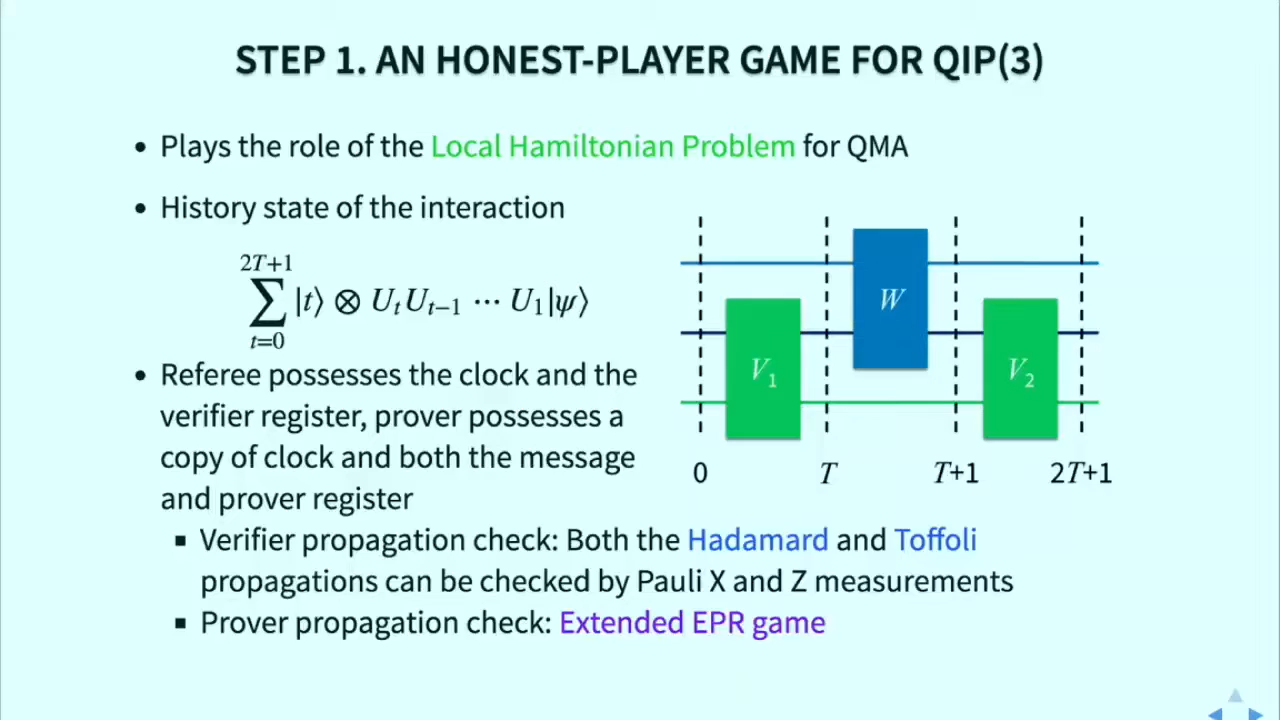 STEP 1. AN HONEST-PLAYER GAME FOR QIP(3)
• Plays the role of the Local Hamiltonian Problem for QMA
• History state of the interaction
2T+1
∑ |t⟩ ⊗ U_t U_{t−1} ⋯ U_1|ψ⟩
t=0
• Referee possesses the clock and the
verifier register, prover possesses a
copy of clock and both the message
and prover register
▪ Verifier propagation check: Both the Hadamard and Toffoli
propagations can be checked by Pauli X and Z measurements
▪ Prover propagation check: Extended EPR game
W
V_1 V_2
0 T T+1 2T+1